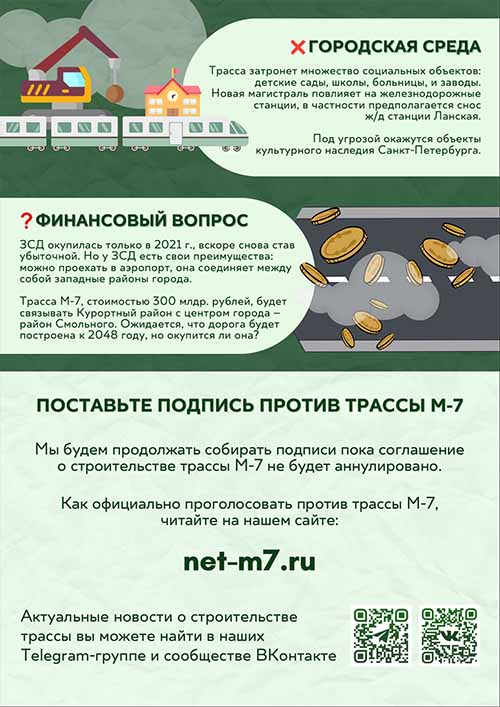 ❌ГОРОДСКАЯ СРЕДА
Трасса затронет множество социальных объектов:
детские сады, школы, больницы, и заводы.
Новая магистраль повлияет на железнодорожные
станции, в частности предполагается снос
ж/д станции Ланская.
Под угрозой окажутся объекты
культурного наследия Санкт-Петербурга.
❓ФИНАНСОВЫЙ ВОПРОС
ЗСД окупилась только в 2021 г., вскоре снова став
убыточной. Но у ЗСД есть свои преимущества:
можно проехать в аэропорт, она соединяет между
собой западные районы города.
Трасса М-7, стоимостью 300 млдр. рублей, будет
связывать Курортный район с центром города –
район Смольного. Ожидается, что дорога будет
построена к 2048 году, но окупится ли она?
ПОСТАВЬТЕ ПОДПИСЬ ПРОТИВ ТРАССЫ М-7
Мы будем продолжать собирать подписи пока соглашение
о строительстве трассы М-7 не будет аннулировано.
Как официально проголосовать против трассы М-7,
читайте на нашем сайте:
net-m7.ru
Актуальные новости о строительстве
трассы вы можете найти в наших
Telegram-группе и сообществе ВКонтакте